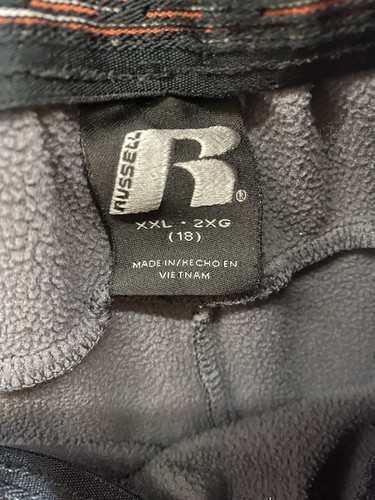 RUSSELL
R®
XXL - 2XG
(18)
MADE IN/HECHO EN
VIETNAM